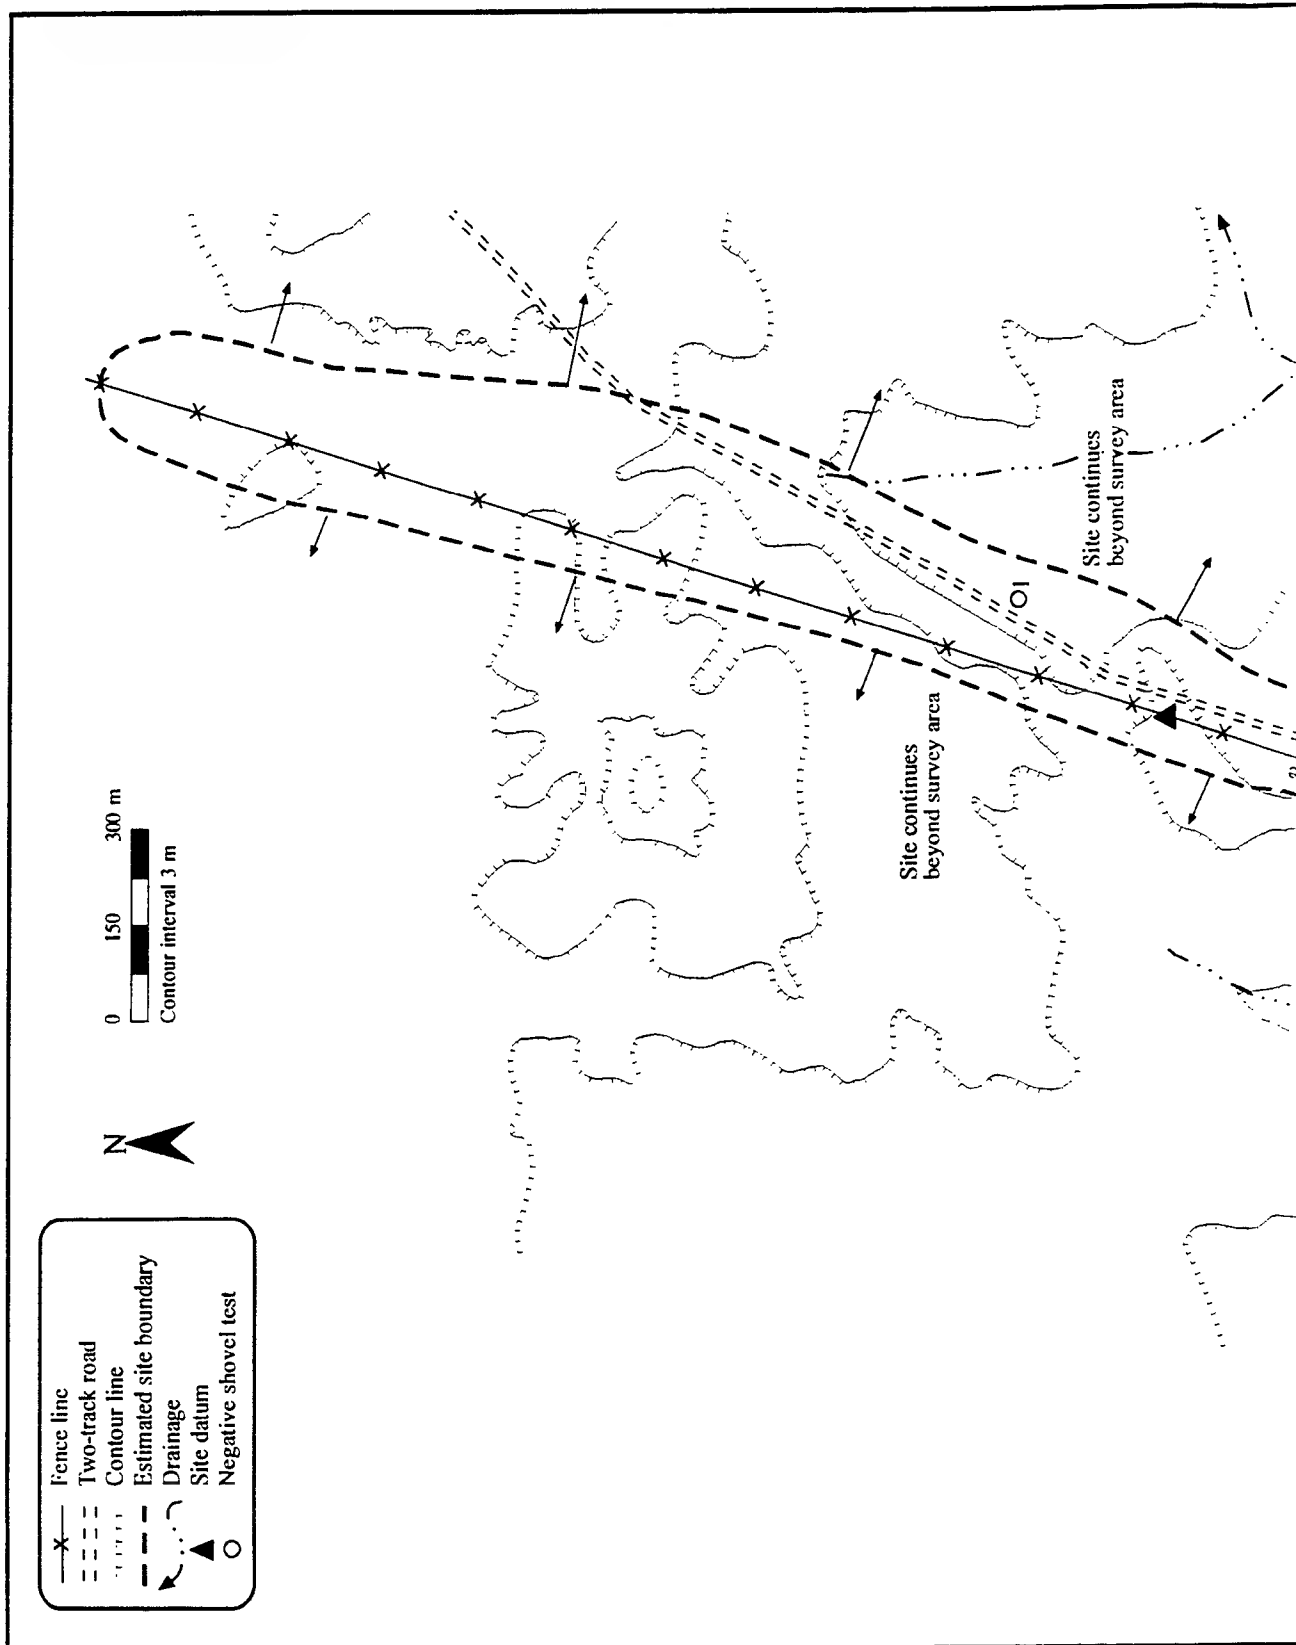 Fence line
Two-track road
Contour line
Estimated site boundary
Drainage
Site datum
Negative shovel test
N
0 150 300 m
Contour interval 3 m
Site continues
beyond survey area
Site continues
beyond survey area
1